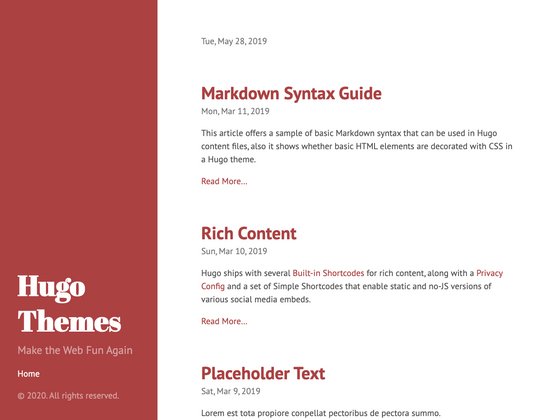 Hugo
Themes
Make the Web Fun Again
Home
© 2020. All rights reserved.
Tue, May 28, 2019
Markdown Syntax Guide
Mon, Mar 11, 2019
This article offers a sample of basic Markdown syntax that can be used in Hugo
content files, also it shows whether basic HTML elements are decorated with CSS in
a Hugo theme.
Read More…
Rich Content
Sun, Mar 10, 2019
Hugo ships with several Built-in Shortcodes for rich content, along with a Privacy
Config and a set of Simple Shortcodes that enable static and no-JS versions of
various social media embeds.
Read More…
Placeholder Text
Sat, Mar 9, 2019
Lorem est tota propiore conpellat pectoribus de pectora summo.